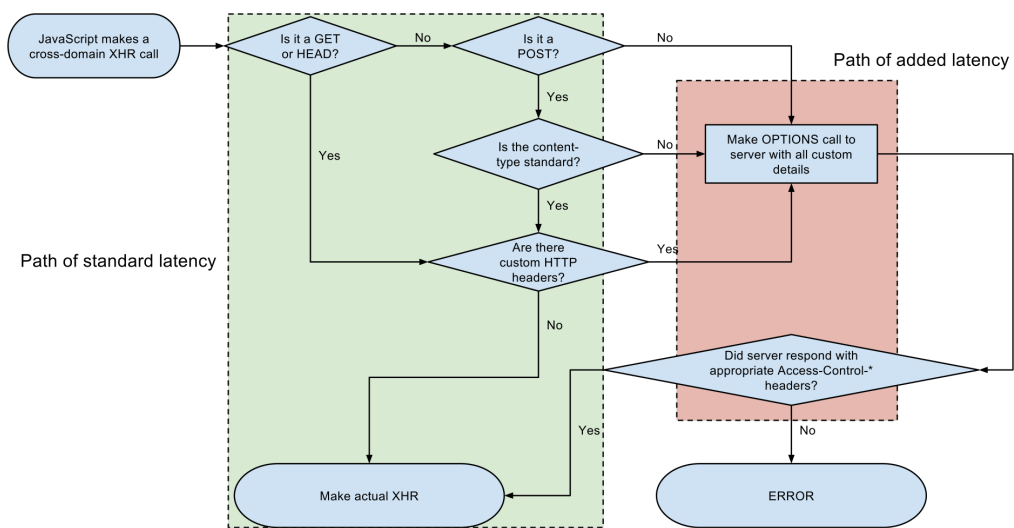 JavaScript makes a
cross-domain XHR call
Is it a GET
or HEAD?
No
Is it a
POST?
No
Path of added latency
Yes
Yes
Is the content-
type standard?
No
Make OPTIONS call to
server with all custom
details
Yes
Path of standard latency
Are there
custom HTTP
headers?
Yes
No
Did server respond with
appropriate Access-Control-*
headers?
Yes
No
Make actual XHR
ERROR